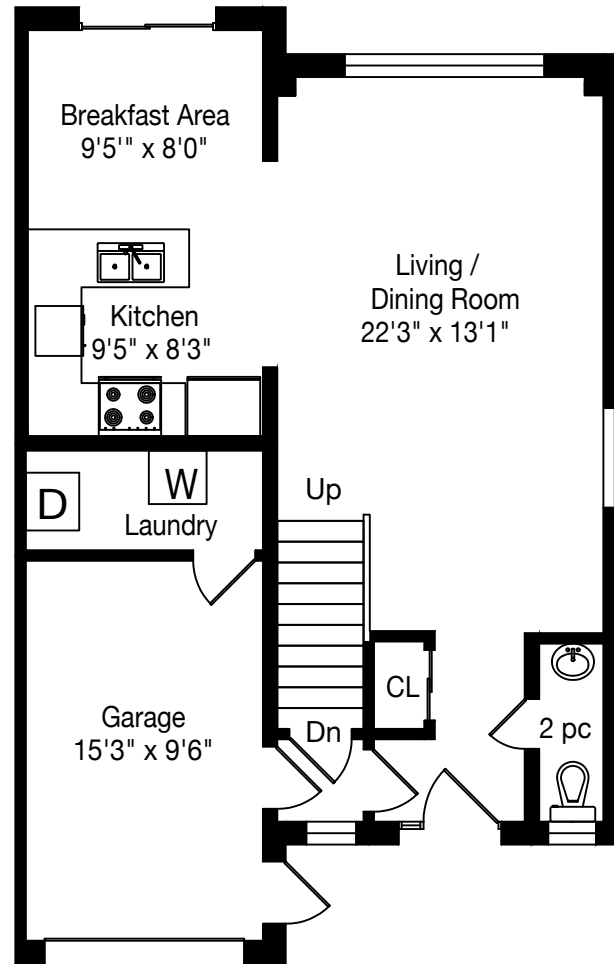 Breakfast Area
9'5'" x 8'0"
Living /
Dining Room
22'3" x 13'1"
Kitchen
9'5" x 8'3"
D
W
Laundry
Up
Garage
15'3" x 9'6"
CL
Dn
2 pc